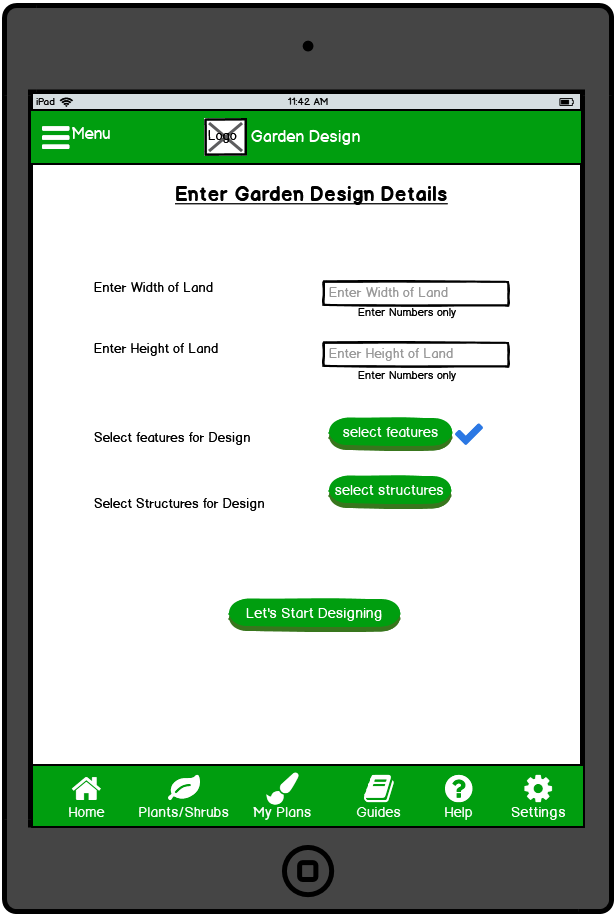 iPad 11:42 AM
Menu Logo Garden Design
Enter Garden Design Details
Enter Width of Land Enter Width of Land
Enter Numbers only
Enter Height of Land Enter Height of Land
Enter Numbers only
Select features for Design select features
Select Structures for Design select structures
Let's Start Designing
Home Plants/Shrubs My Plans Guides Help Settings